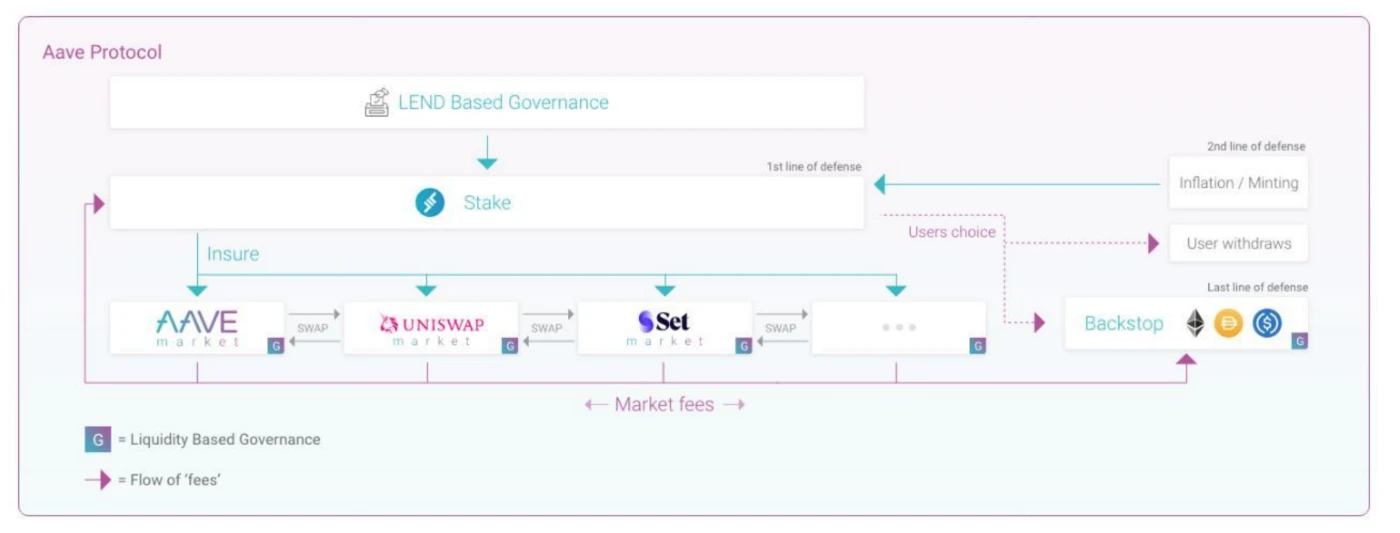 Aave Protocol
LEND Based Governance
2nd line of defense
1st line of defense
Inflation / Minting
Stake
Users choice
User withdraws
Insure
Last line of defense
AAVE
market
G
SWAP
UNISWAP
market
G
SWAP
Set
market
G
SWAP
G
Backstop
G
← Market fees →
G = Liquidity Based Governance
= Flow of ‘fees’